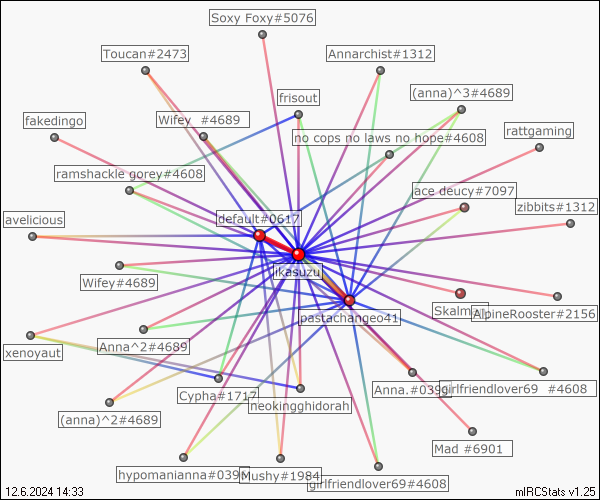 Soxy Foxy#5076
Toucan#2473
Annarchist#1312
(anna)^3#4689
frisout
fakedingo
Wifey #4689
no cops no laws no hope#4608
rattgaming
ramshackle gorey#4608
ace deucy#7097
zibbits#1312
avelicious
default#0617
ikasuzu
Wifey#4689
pastachangeo41
AlpineRooster#2156
xenoyaut
Anna^2#4689
Cypha#1717
neokingghidorah
girlfriendlover69 #4608
(anna)^2#4689
Mad #6901
hypomanianna#039
Mushy#1984
girlfriendlover69#4608
12.6.2024 14:33
mIRCStats v1.25